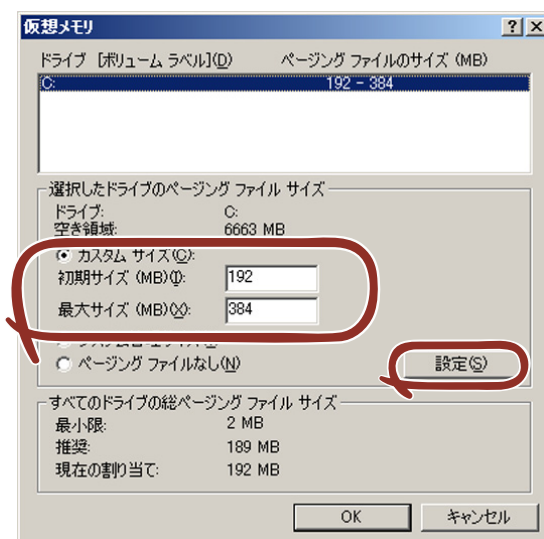 仮想メモリ
ドライブ [ボリューム ラベル](D) ページング ファイルのサイズ (MB)
C: 192 - 384
選択したドライブのページング ファイル サイズ
ドライブ: C:
空き領域: 6663 MB
カスタム サイズ(C):
初期サイズ (MB)(I): 192
最大サイズ (MB)(X): 384
ページング ファイルなし(N) 設定(S)
すべてのドライブの総ページング ファイル サイズ
最小限: 2 MB
推奨: 189 MB
現在の割り当て: 192 MB
OK キャンセル